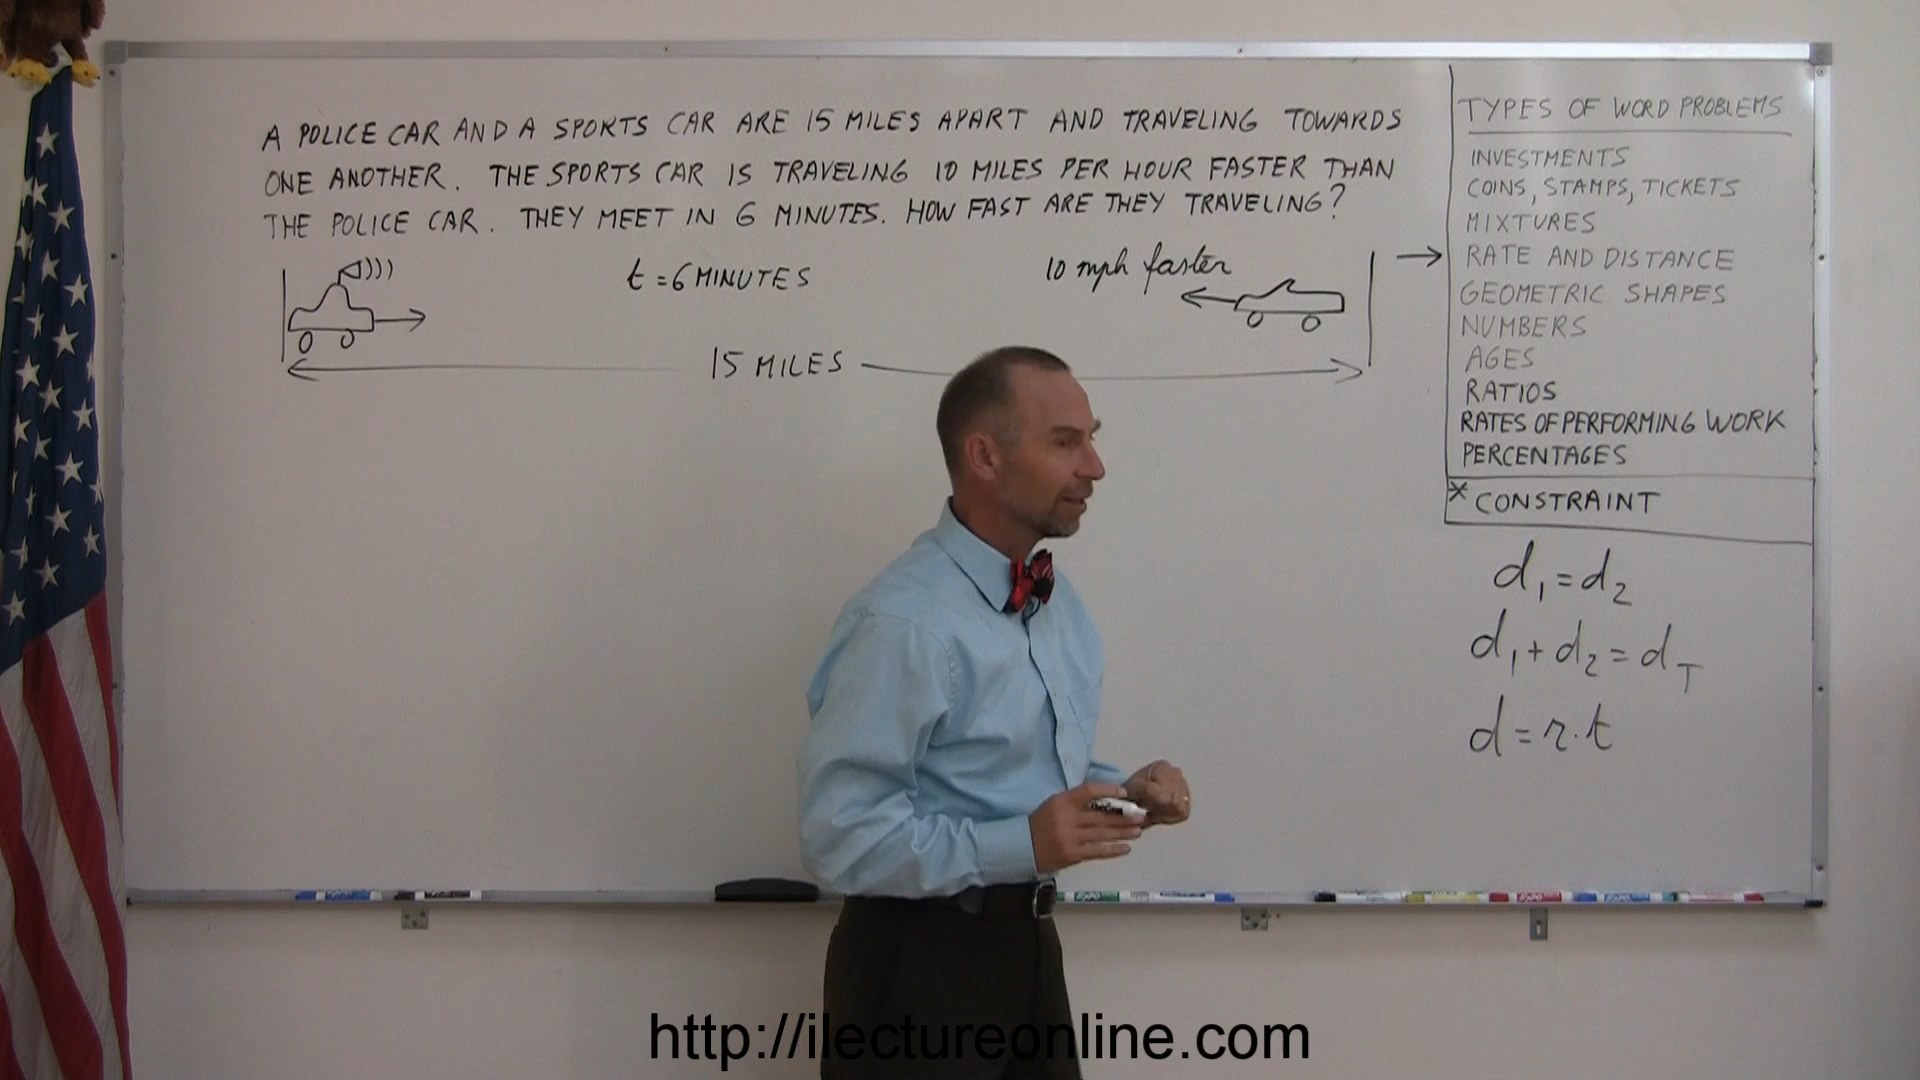 A POLICE CAR AND A SPORTS CAR ARE 15 MILES APART AND TRAVELING TOWARDS
ONE ANOTHER. THE SPORTS CAR IS TRAVELING 10 MILES PER HOUR FASTER THAN
THE POLICE CAR. THEY MEET IN 6 MINUTES. HOW FAST ARE THEY TRAVELING?
t = 6 MINUTES
10 mph faster
15 MILES
TYPES OF WORD PROBLEMS
INVESTMENTS
COINS, STAMPS, TICKETS
MIXTURES
→ RATE AND DISTANCE
GEOMETRIC SHAPES
NUMBERS
AGES
RATIOS
RATES OF PERFORMING WORK
PERCENTAGES
* CONSTRAINT
d₁ = d₂
d₁ + d₂ = d_T
d = r · t
http://ilectureonline.com